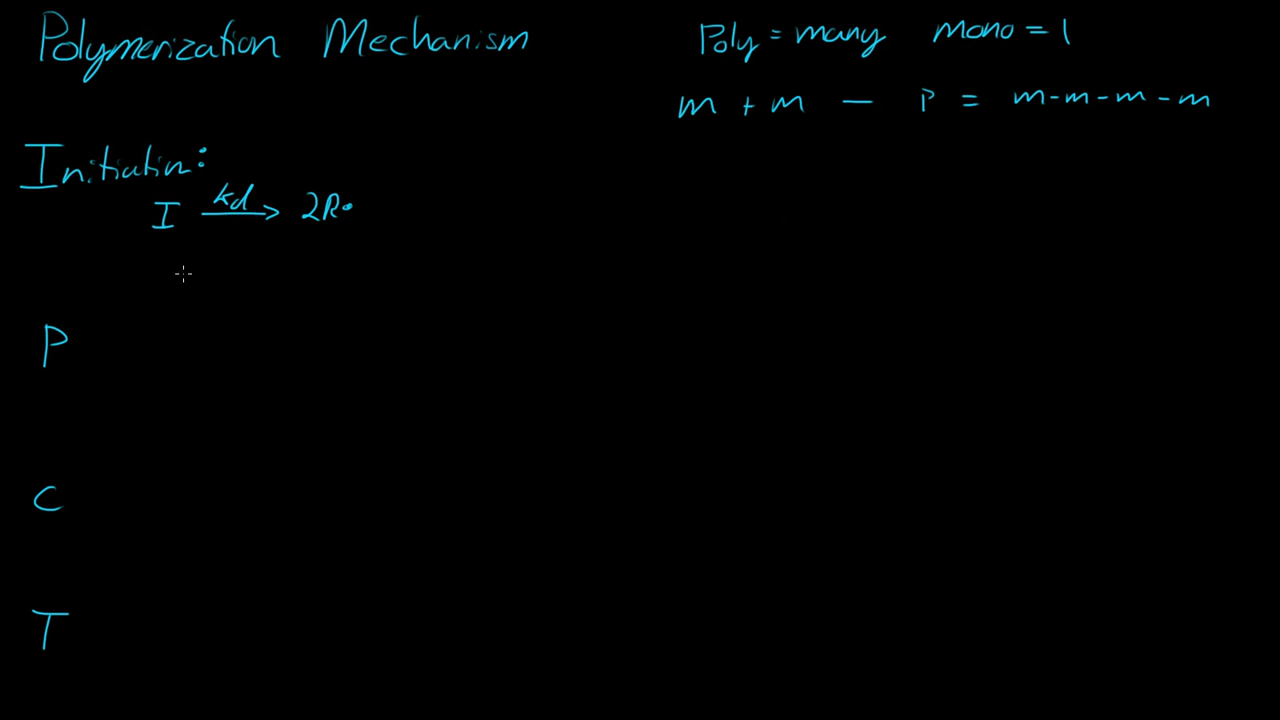 Polymerization Mechanism
Poly = many mono = 1
m + m — P = m-m-m-m
Initiation:
I kd→ 2R•
P
C
T